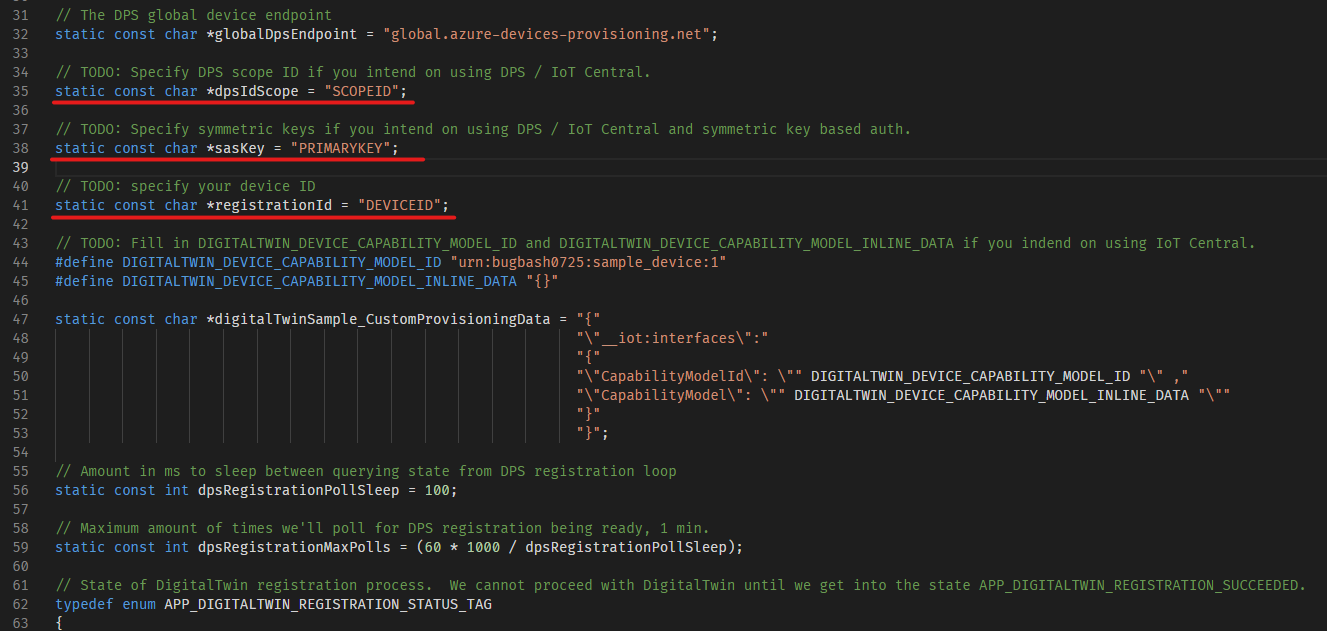 31 // The DPS global device endpoint
32 static const char *globalDpsEndpoint = "global.azure-devices-provisioning.net";
33
34 // TODO: Specify DPS scope ID if you intend on using DPS / IoT Central.
35 static const char *dpsIdScope = "SCOPEID";
36
37 // TODO: Specify symmetric keys if you intend on using DPS / IoT Central and symmetric key based auth.
38 static const char *sasKey = "PRIMARYKEY";
39
40 // TODO: specify your device ID
41 static const char *registrationId = "DEVICEID";
42
43 // TODO: Fill in DIGITALTWIN_DEVICE_CAPABILITY_MODEL_ID and DIGITALTWIN_DEVICE_CAPABILITY_MODEL_INLINE_DATA if you indend on using IoT Central.
44 #define DIGITALTWIN_DEVICE_CAPABILITY_MODEL_ID "urn:bugbash0725:sample_device:1"
45 #define DIGITALTWIN_DEVICE_CAPABILITY_MODEL_INLINE_DATA "{}"
46
47 static const char *digitalTwinSample_CustomProvisioningData = "{"
48 "\"__iot:interfaces\":"
49 "{"
50 "\"CapabilityModelId\": \"" DIGITALTWIN_DEVICE_CAPABILITY_MODEL_ID "\" ,"
51 "\"CapabilityModel\": \"" DIGITALTWIN_DEVICE_CAPABILITY_MODEL_INLINE_DATA "\""
52 "}"
53 "}";
54
55 // Amount in ms to sleep between querying state from DPS registration loop
56 static const int dpsRegistrationPollSleep = 100;
57
58 // Maximum amount of times we'll poll for DPS registration being ready, 1 min.
59 static const int dpsRegistrationMaxPolls = (60 * 1000 / dpsRegistrationPollSleep);
60
61 // State of DigitalTwin registration process.  We cannot proceed with DigitalTwin until we get into the state APP_DIGITALTWIN_REGISTRATION_SUCCEEDED.
62 typedef enum APP_DIGITALTWIN_REGISTRATION_STATUS_TAG
63 {